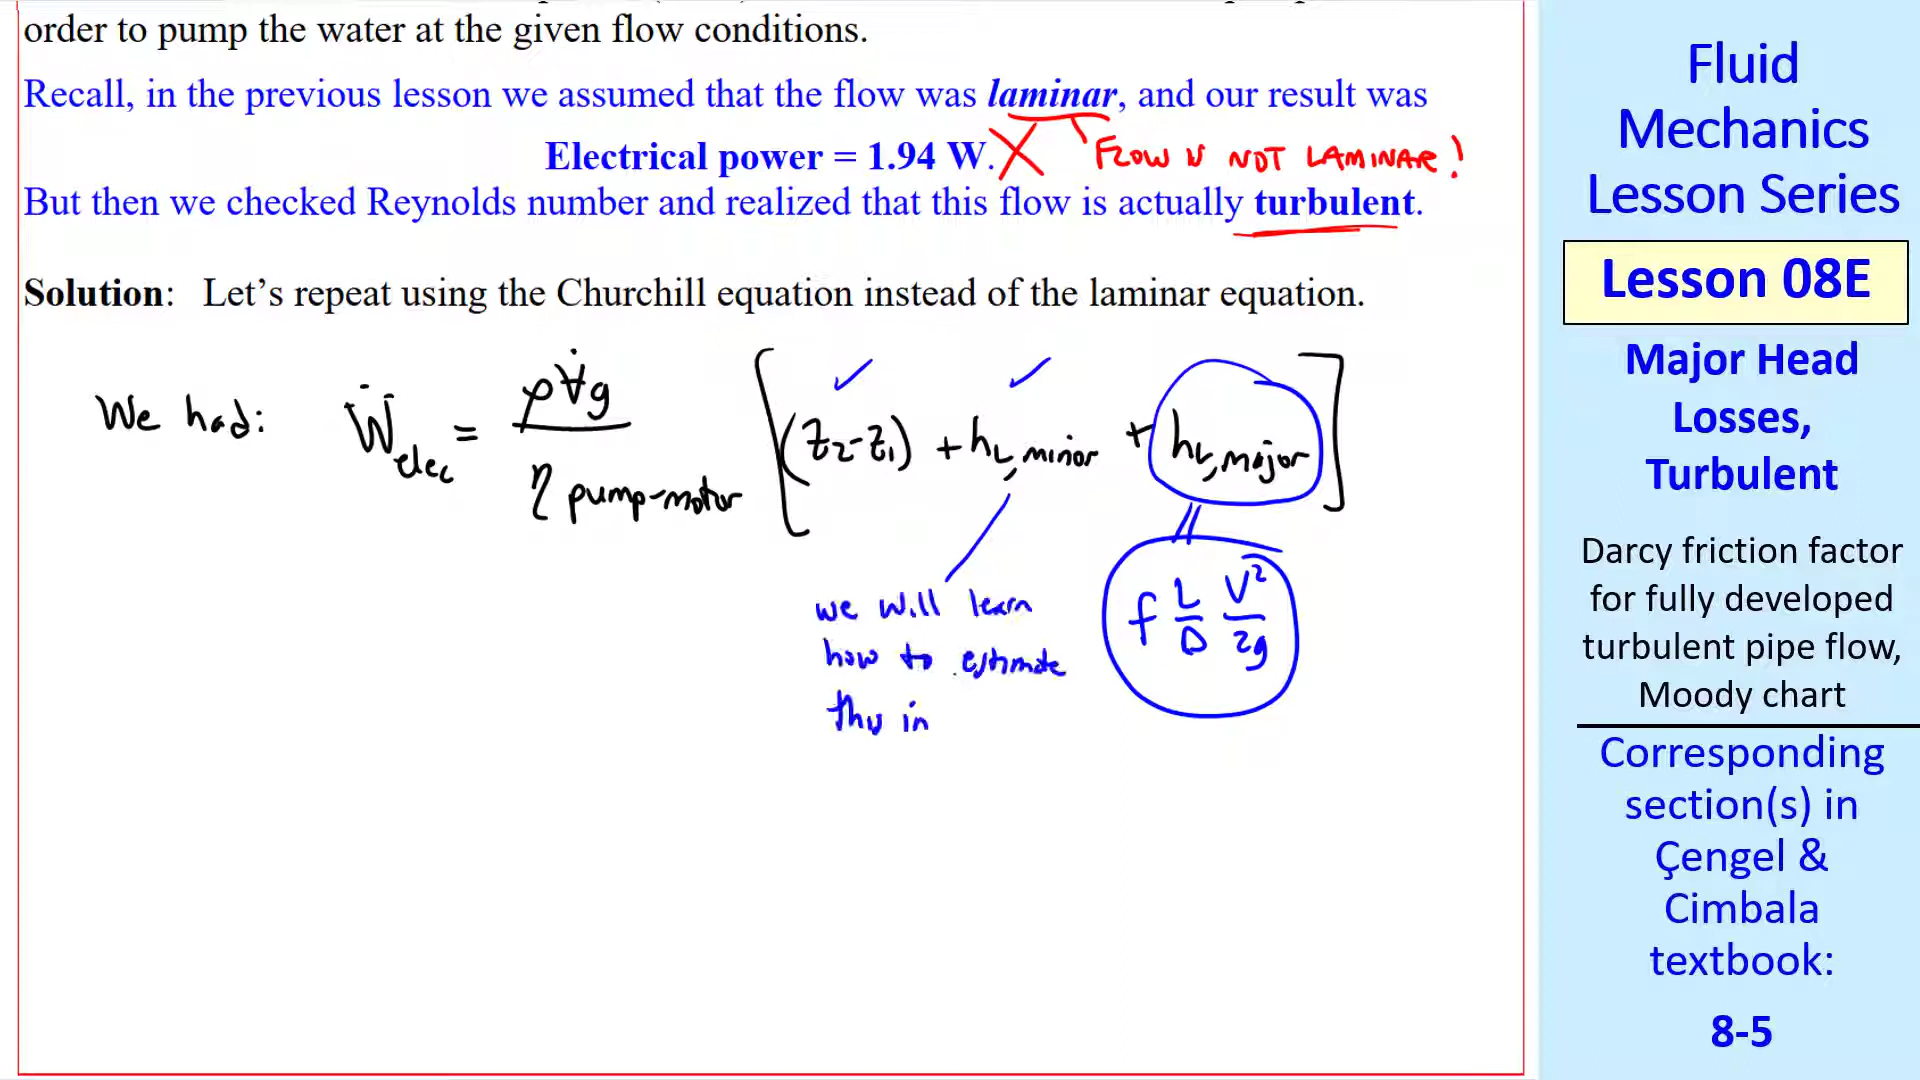 order to pump the water at the given flow conditions.
Recall, in the previous lesson we assumed that the flow was laminar, and our result was
Electrical power = 1.94 W. FLOW IS NOT LAMINAR!
But then we checked Reynolds number and realized that this flow is actually turbulent.
Solution: Let's repeat using the Churchill equation instead of the laminar equation.
We had: Ẇelec = ρV̇g / η pump-motor [(z2-z1) + hL,minor + hL,major]
f L/D V²/2g
we will learn
how to estimate
this in
Fluid
Mechanics
Lesson Series
Lesson 08E
Major Head
Losses,
Turbulent
Darcy friction factor
for fully developed
turbulent pipe flow,
Moody chart
Corresponding
section(s) in
Çengel &
Cimbala
textbook:
8-5